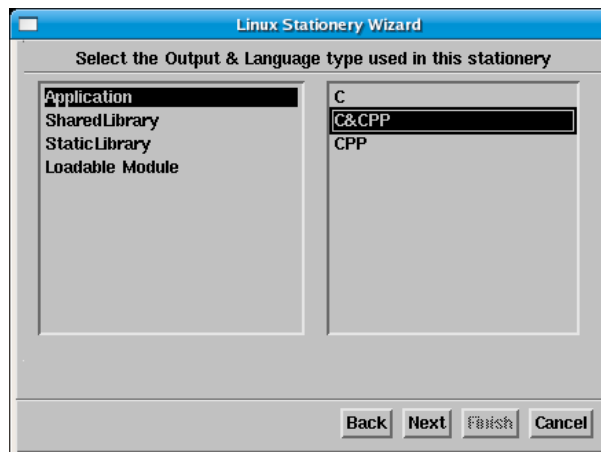 Linux Stationery Wizard
Select the Output & Language type used in this stationery
Application
SharedLibrary
StaticLibrary
Loadable Module
C
C&CPP
CPP
Back Next Finish Cancel